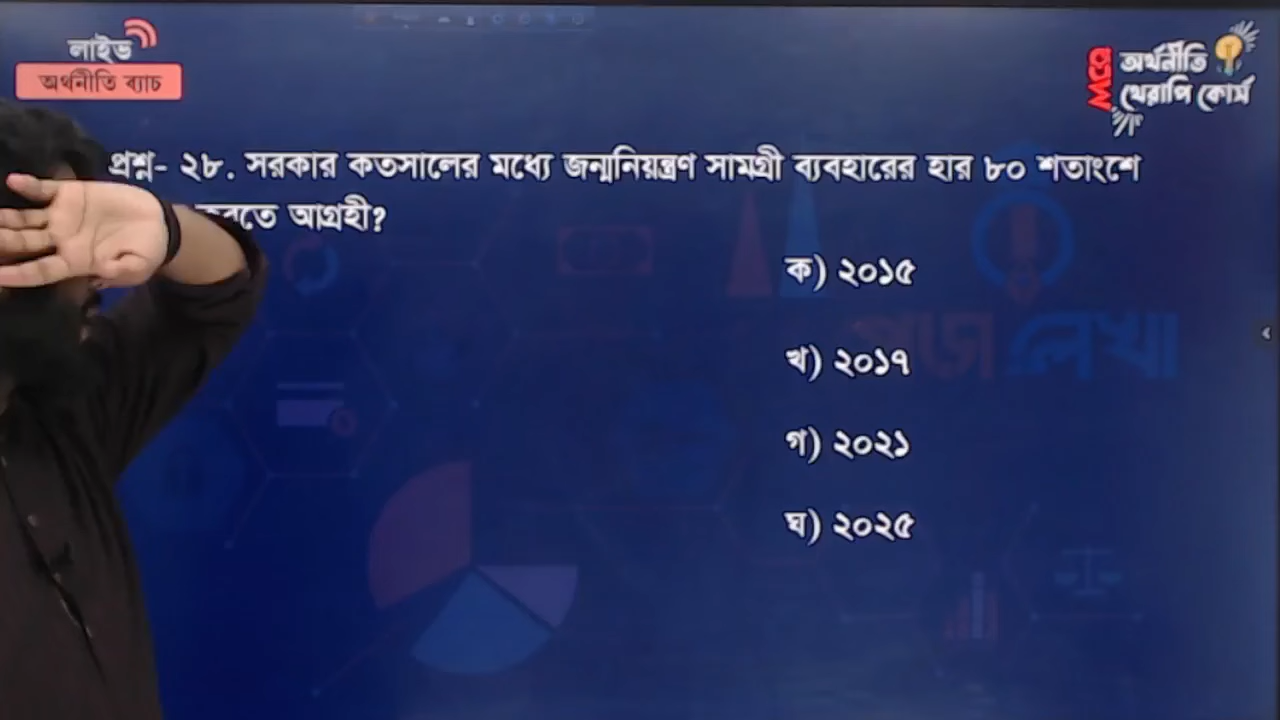 লাইভ
অর্থনীতি ব্যাচ
MCQ
অর্থনীতি
থেরাপি কোর্স
প্রশ্ন- ২৮. সরকার কতসালের মধ্যে জন্মনিয়ন্ত্রণ সামগ্রী ব্যবহারের হার ৮০ শতাংশে
আগ্রহী?
ক) ২০১৫
খ) ২০১৭
লেখা
গ) ২০২১
ঘ) ২০২৫